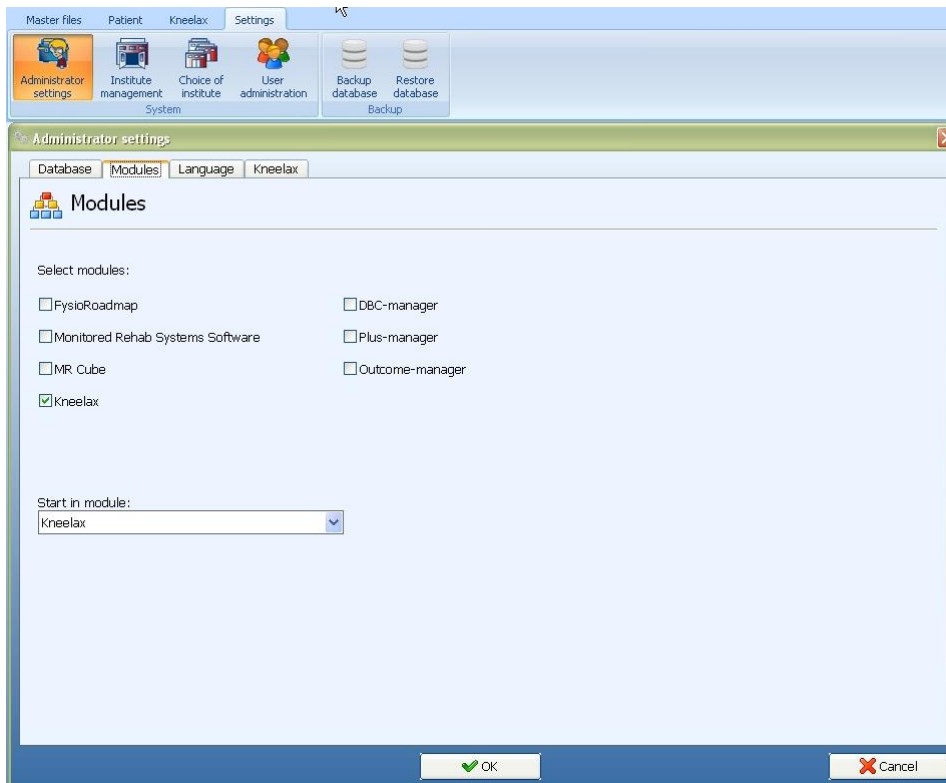 Master files Patient Kneelax Settings
Administrator settings
Institute management
Choice of institute
User administration
Backup database
Restore database
System Backup
Administrator settings
Database Modules Language Kneelax
Modules
Select modules:
FysioRoadmap DBC-manager
Monitored Rehab Systems Software Plus-manager
MR Cube Outcome-manager
Kneelax
Start in module:
Kneelax
OK Cancel